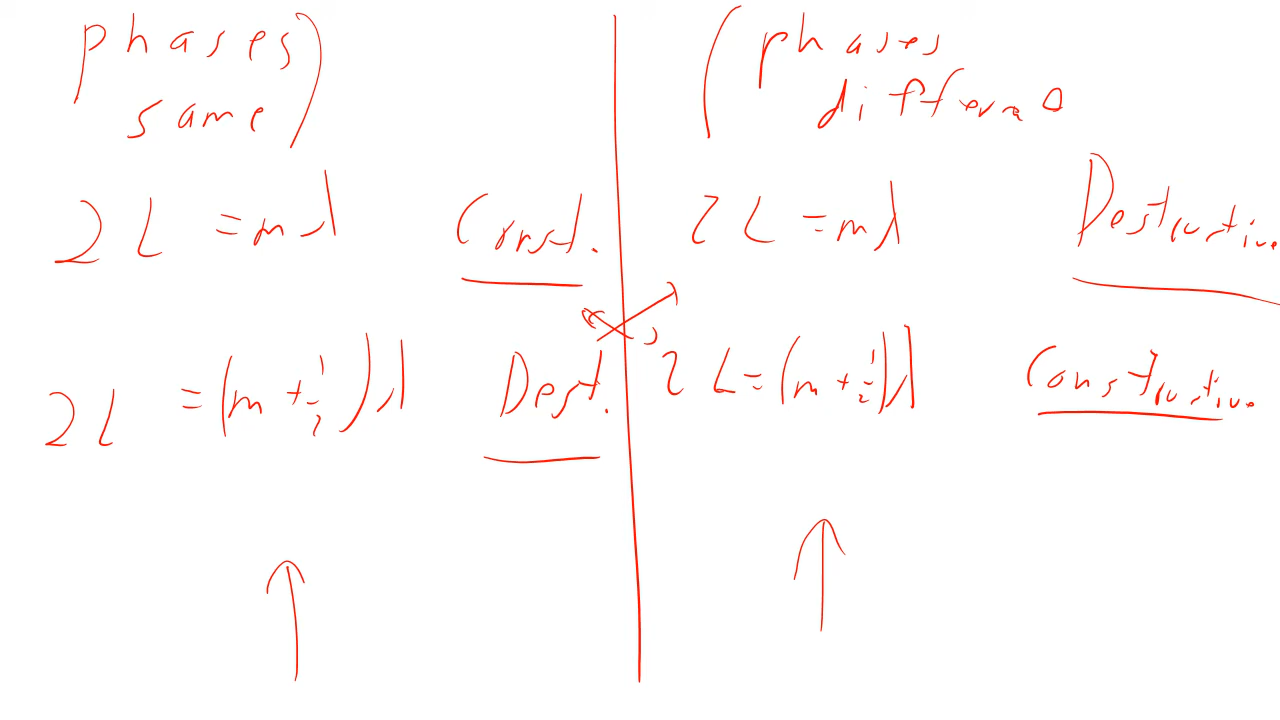 phases)
same)
2L = mλ Const.
2L = (m + 1/2)λ Dest.
(phases
different
2L = mλ Destructive
2L = (m + 1/2)λ Constructive